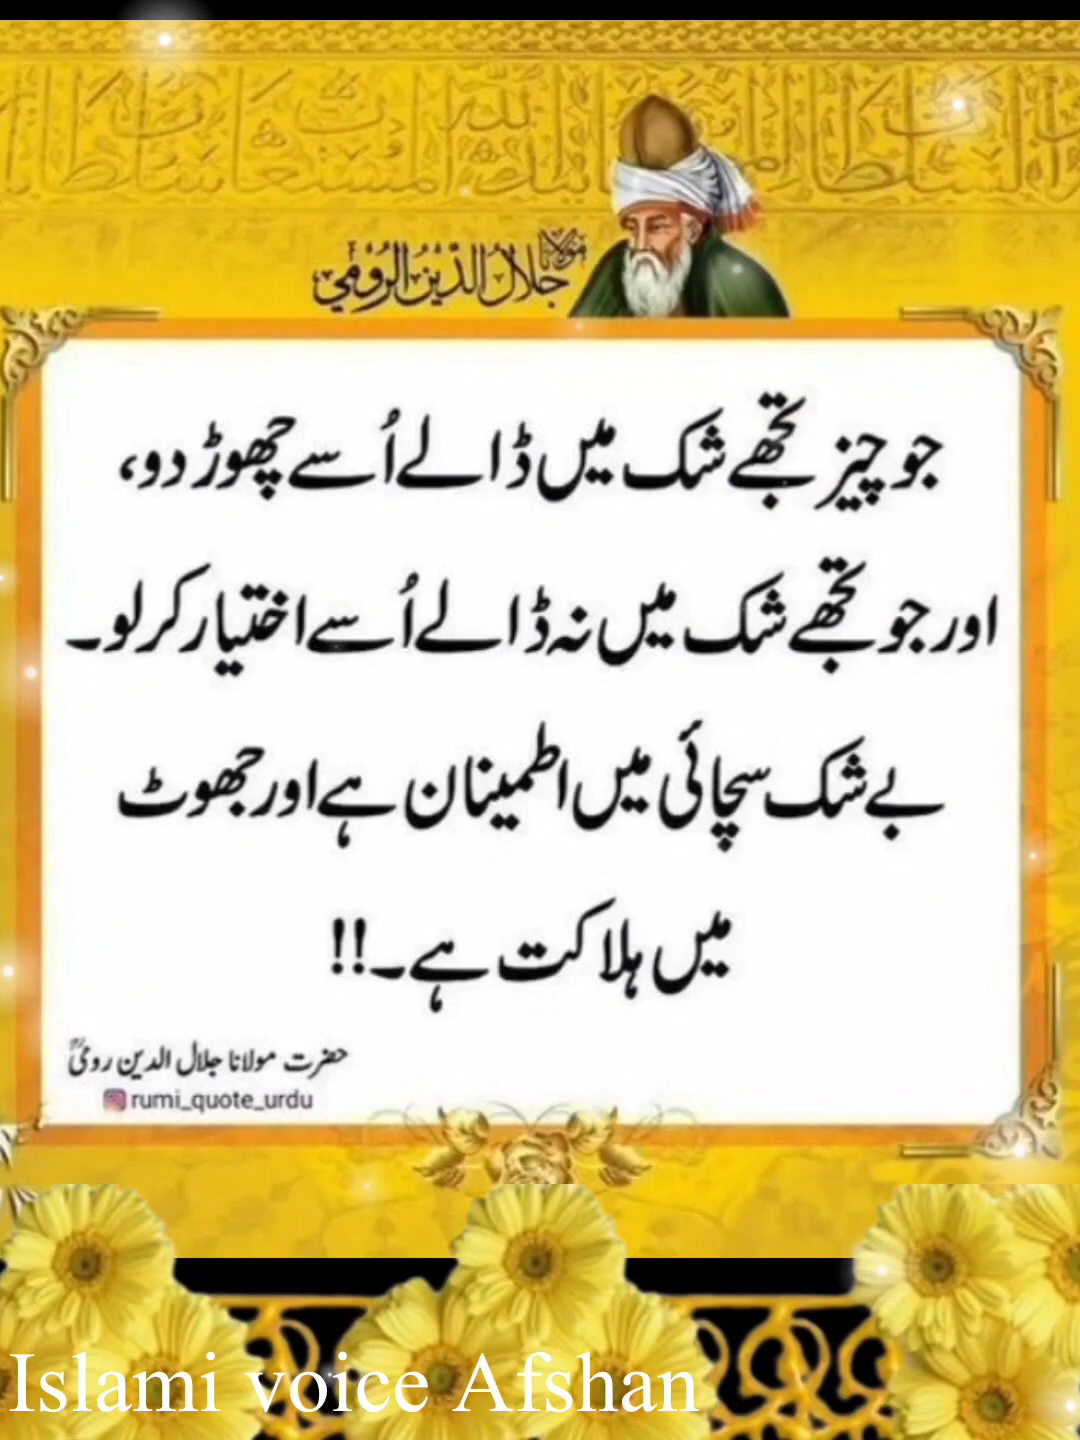 مولانا جلال الدین الرومي
جو چیز تجھے شک میں ڈالے اُسے چھوڑ دو،
اور جو تجھے شک میں نہ ڈالے اُسے اختیار کر لو۔
بے شک سچائی میں اطمینان ہے اور جھوٹ
میں ہلاکت ہے۔!!
حضرت مولانا جلال الدین رومیؒ
rumi_quote_urdu
Islami voice Afshan